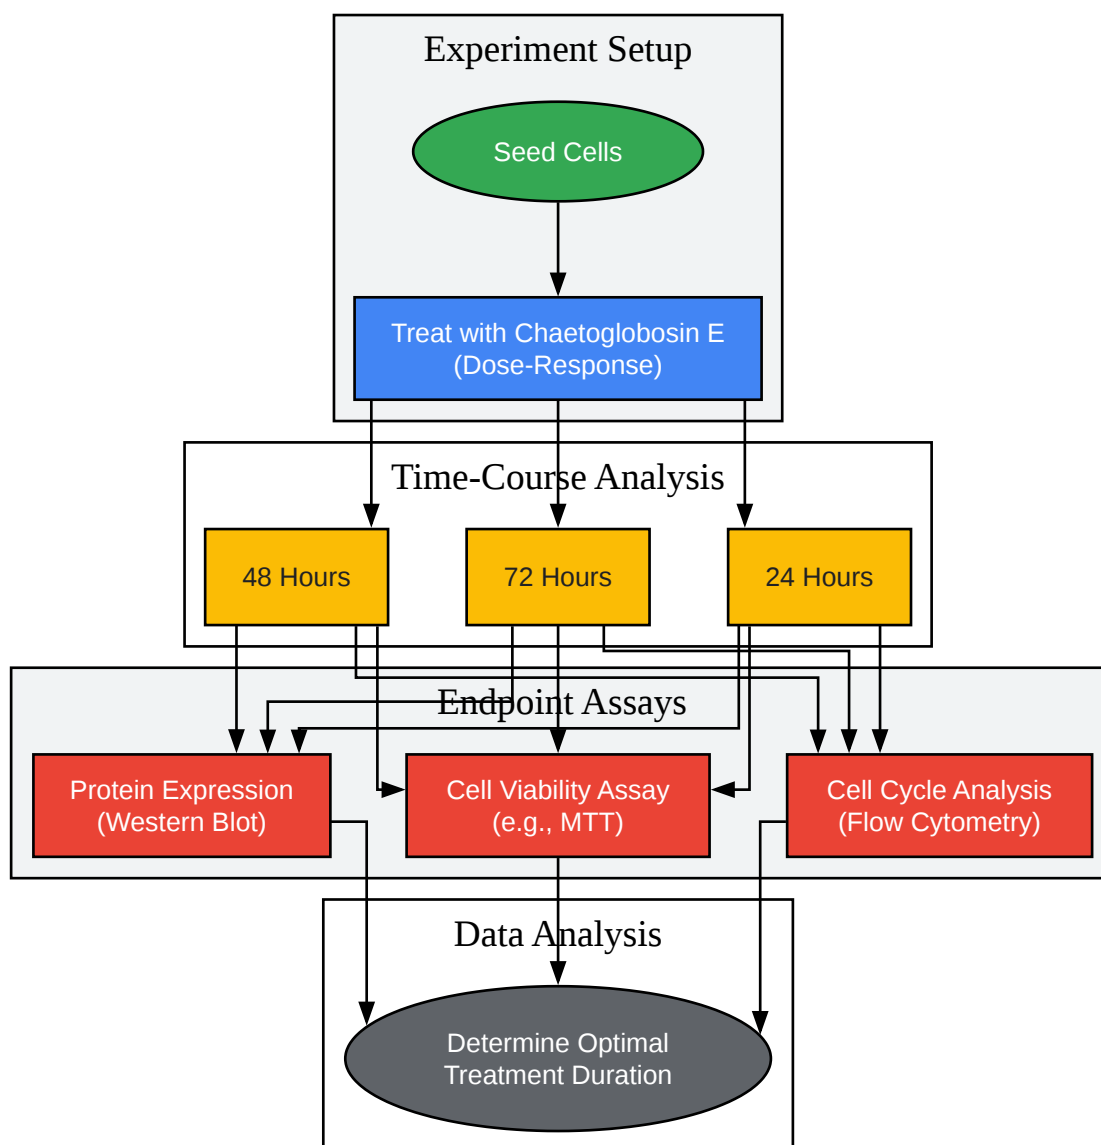 Experiment Setup
Seed Cells
Treat with Chaetoglobosin E
(Dose-Response)
Time-Course Analysis
48 Hours
72 Hours
24 Hours
Endpoint Assays
Protein Expression
(Western Blot)
Cell Viability Assay
(e.g., MTT)
Cell Cycle Analysis
(Flow Cytometry)
Data Analysis
Determine Optimal
Treatment Duration